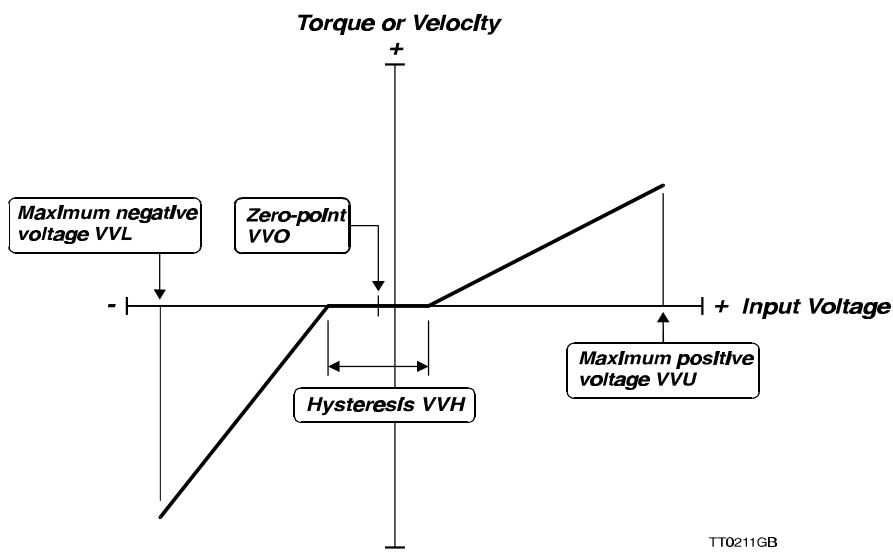 Torque or Velocity
+
Maximum negative
voltage VVL
Zero-point
VVO
-
+ Input Voltage
Maximum positive
voltage VVU
Hysteresis VVH
TT0211GB